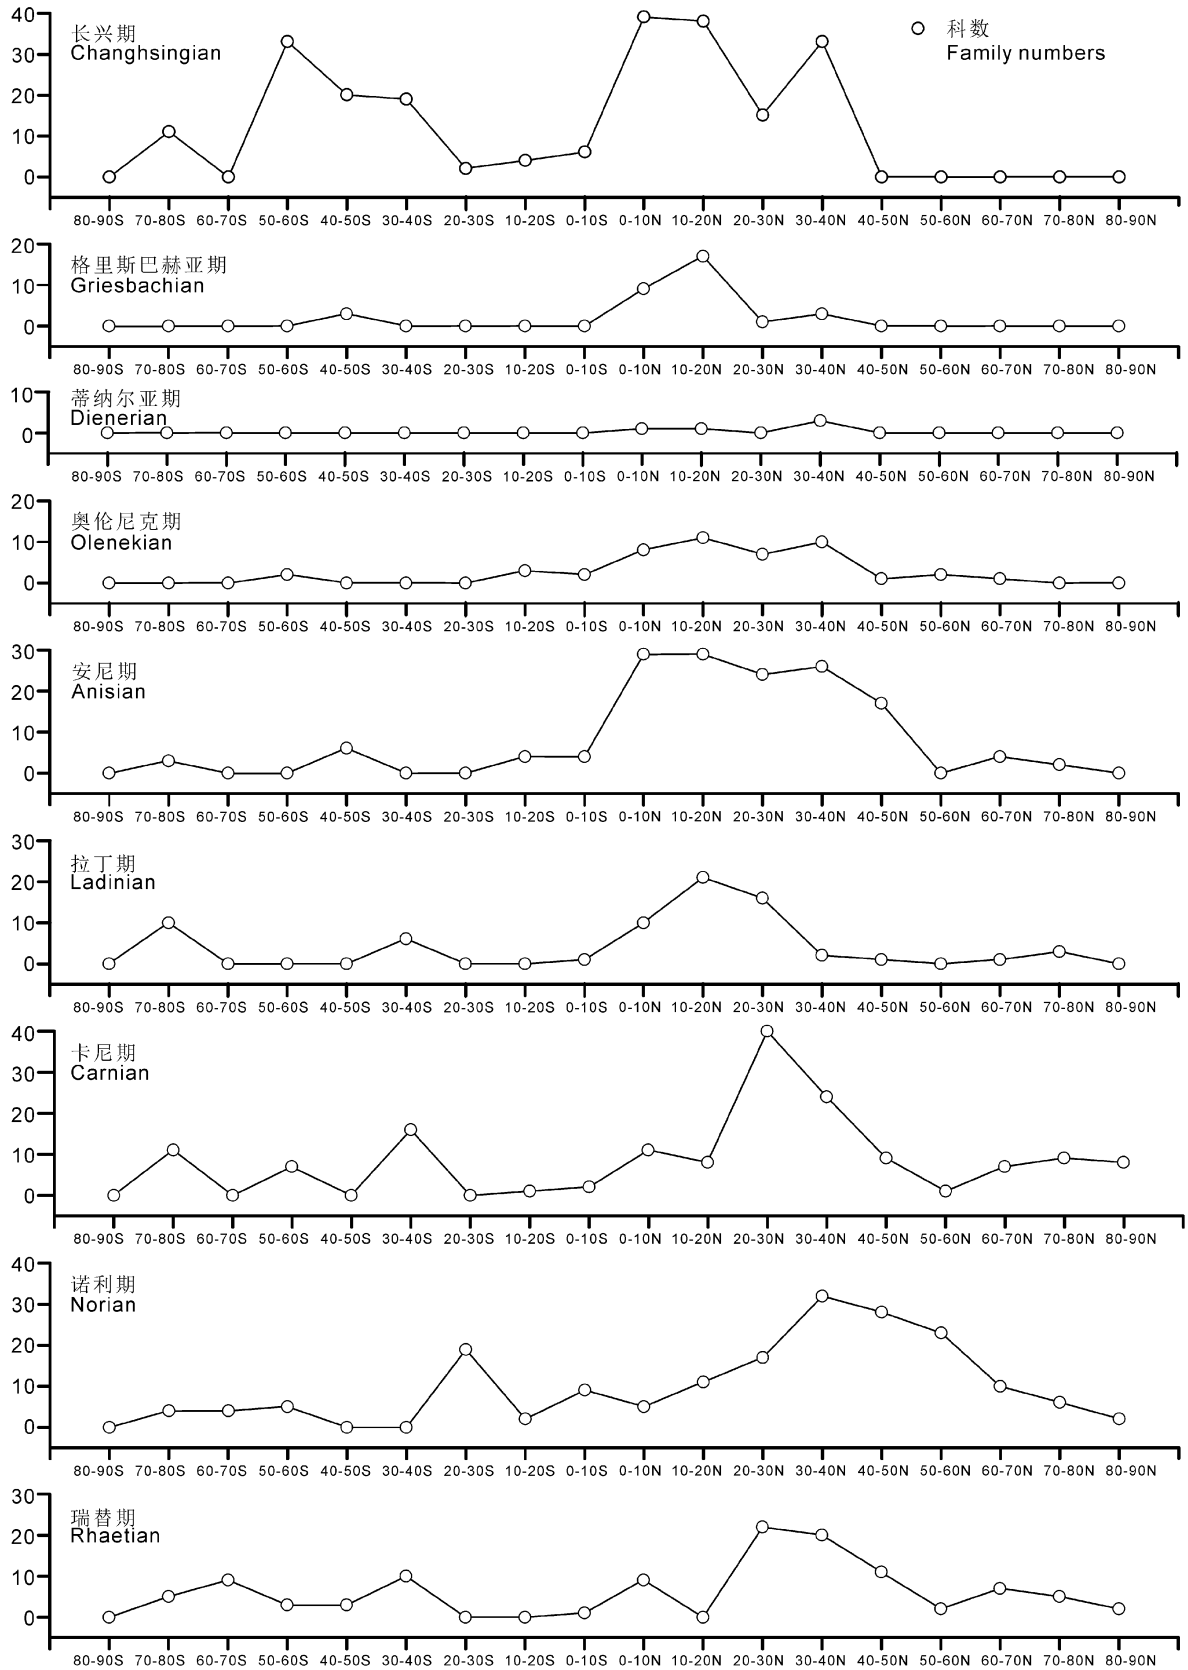 40
30
20
10
0
长兴期
Changhsingian
科数
Family numbers
80-90S 70-80S 60-70S 50-60S 40-50S 30-40S 20-30S 10-20S 0-10S 0-10N 10-20N 20-30N 30-40N 40-50N 50-60N 60-70N 70-80N 80-90N
20
10
0
格里斯巴赫亚期
Griesbachian
80-90S 70-80S 60-70S 50-60S 40-50S 30-40S 20-30S 10-20S 0-10S 0-10N 10-20N 20-30N 30-40N 40-50N 50-60N 60-70N 70-80N 80-90N
10
0
蒂纳尔亚期
Dienerian
80-90S 70-80S 60-70S 50-60S 40-50S 30-40S 20-30S 10-20S 0-10S 0-10N 10-20N 20-30N 30-40N 40-50N 50-60N 60-70N 70-80N 80-90N
20
10
0
奥伦尼克期
Olenekian
80-90S 70-80S 60-70S 50-60S 40-50S 30-40S 20-30S 10-20S 0-10S 0-10N 10-20N 20-30N 30-40N 40-50N 50-60N 60-70N 70-80N 80-90N
30
20
10
0
安尼期
Anisian
80-90S 70-80S 60-70S 50-60S 40-50S 30-40S 20-30S 10-20S 0-10S 0-10N 10-20N 20-30N 30-40N 40-50N 50-60N 60-70N 70-80N 80-90N
30
20
10
0
拉丁期
Ladinian
80-90S 70-80S 60-70S 50-60S 40-50S 30-40S 20-30S 10-20S 0-10S 0-10N 10-20N 20-30N 30-40N 40-50N 50-60N 60-70N 70-80N 80-90N
40
30
20
10
0
卡尼期
Carnian
80-90S 70-80S 60-70S 50-60S 40-50S 30-40S 20-30S 10-20S 0-10S 0-10N 10-20N 20-30N 30-40N 40-50N 50-60N 60-70N 70-80N 80-90N
40
30
20
10
0
诺利期
Norian
80-90S 70-80S 60-70S 50-60S 40-50S 30-40S 20-30S 10-20S 0-10S 0-10N 10-20N 20-30N 30-40N 40-50N 50-60N 60-70N 70-80N 80-90N
30
20
10
0
瑞替期
Rhaetian
80-90S 70-80S 60-70S 50-60S 40-50S 30-40S 20-30S 10-20S 0-10S 0-10N 10-20N 20-30N 30-40N 40-50N 50-60N 60-70N 70-80N 80-90N